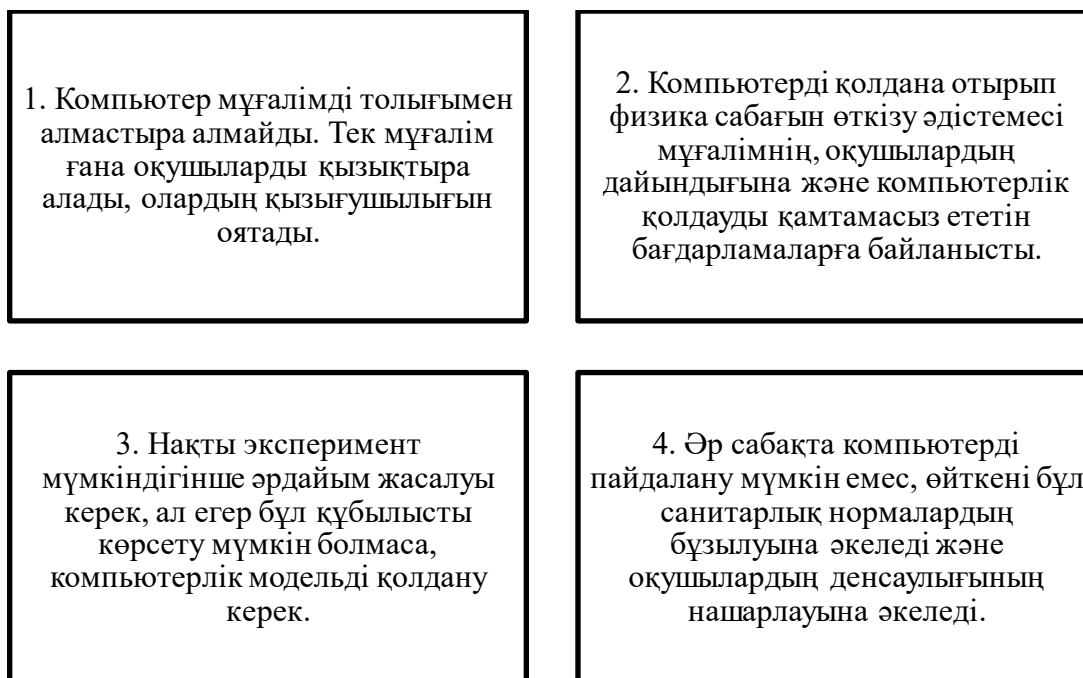 1. Компьютер мұғалімді толығымен
алмастыра алмайды. Тек мұғалім
ғана оқушыларды қызықтыра
алады, олардың қызығушылығын
оятады.
2. Компьютерді қолдана отырып
физика сабағын өткізу әдістемесі
мұғалімнің, оқушылардың
дайындығына және компьютерлік
қолдауды қамтамасыз ететін
бағдарламаларға байланысты.
3. Нақты эксперимент
мүмкіндігінше әрдайым жасалуы
керек, ал егер бұл құбылысты
көрсету мүмкін болмаса,
компьютерлік модельді қолдану
керек.
4. Әр сабақта компьютерді
пайдалану мүмкін емес, өйткені бұл
санитарлық нормалардың
бұзылуына әкеледі және
оқушылардың денсаулығының
нашарлауына әкеледі.